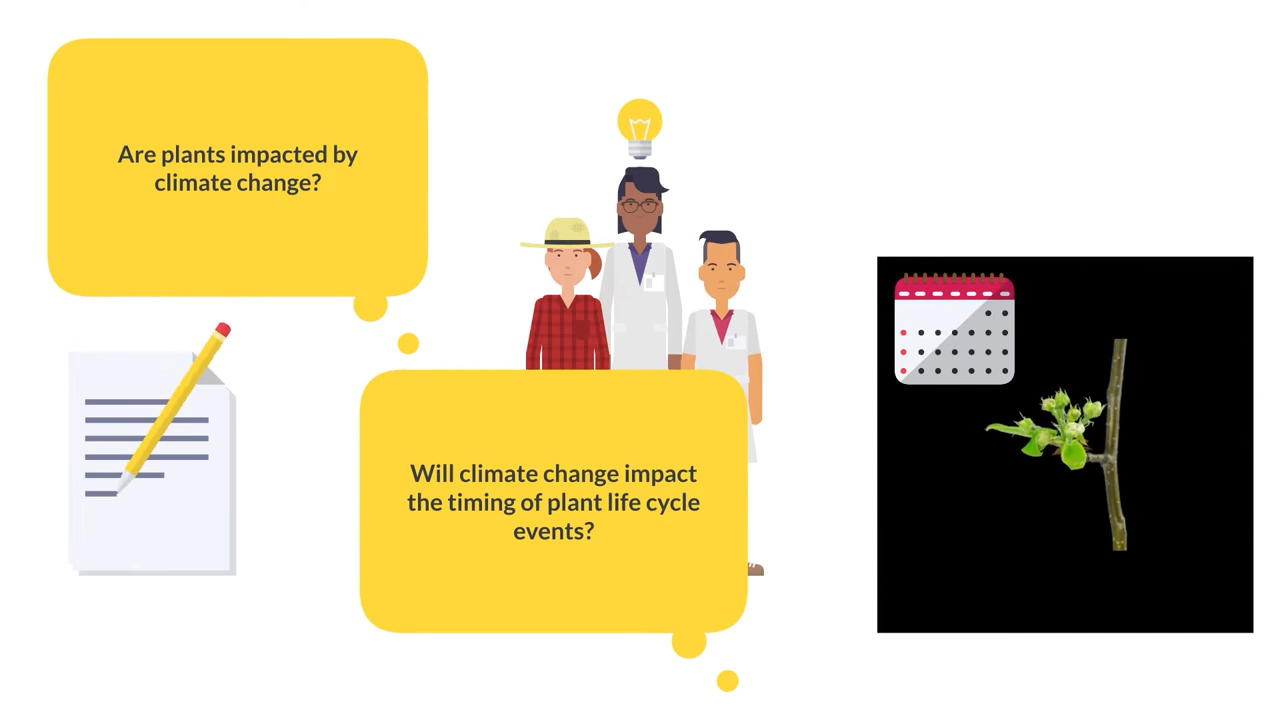 Are plants impacted by
climate change?
Will climate change impact
the timing of plant life cycle
events?